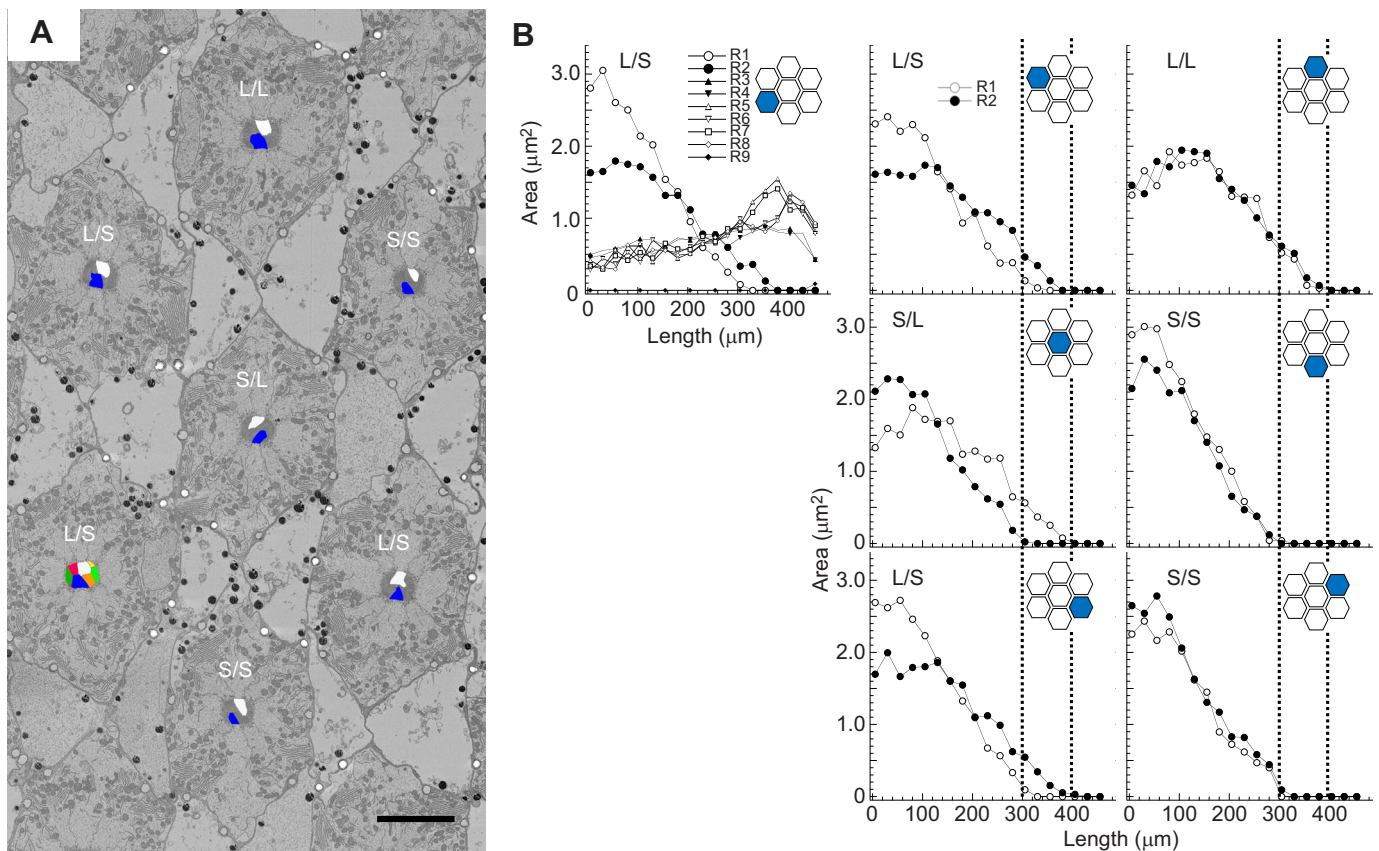 A
L/L
L/S
S/S
S/L
L/S
L/S
S/S
B
L/S
R1
R2
R3
R4
R5
R6
R7
R8
R9
3.0
2.0
1.0
0
Area (μm²)
0 100 200 300 400
Length (μm)
L/S
R1
R2
L/L
S/L
S/S
3.0
2.0
1.0
0
Area (μm²)
L/S
S/S
3.0
2.0
1.0
0
0 100 200 300 400
0 100 200 300 400
Length (μm)